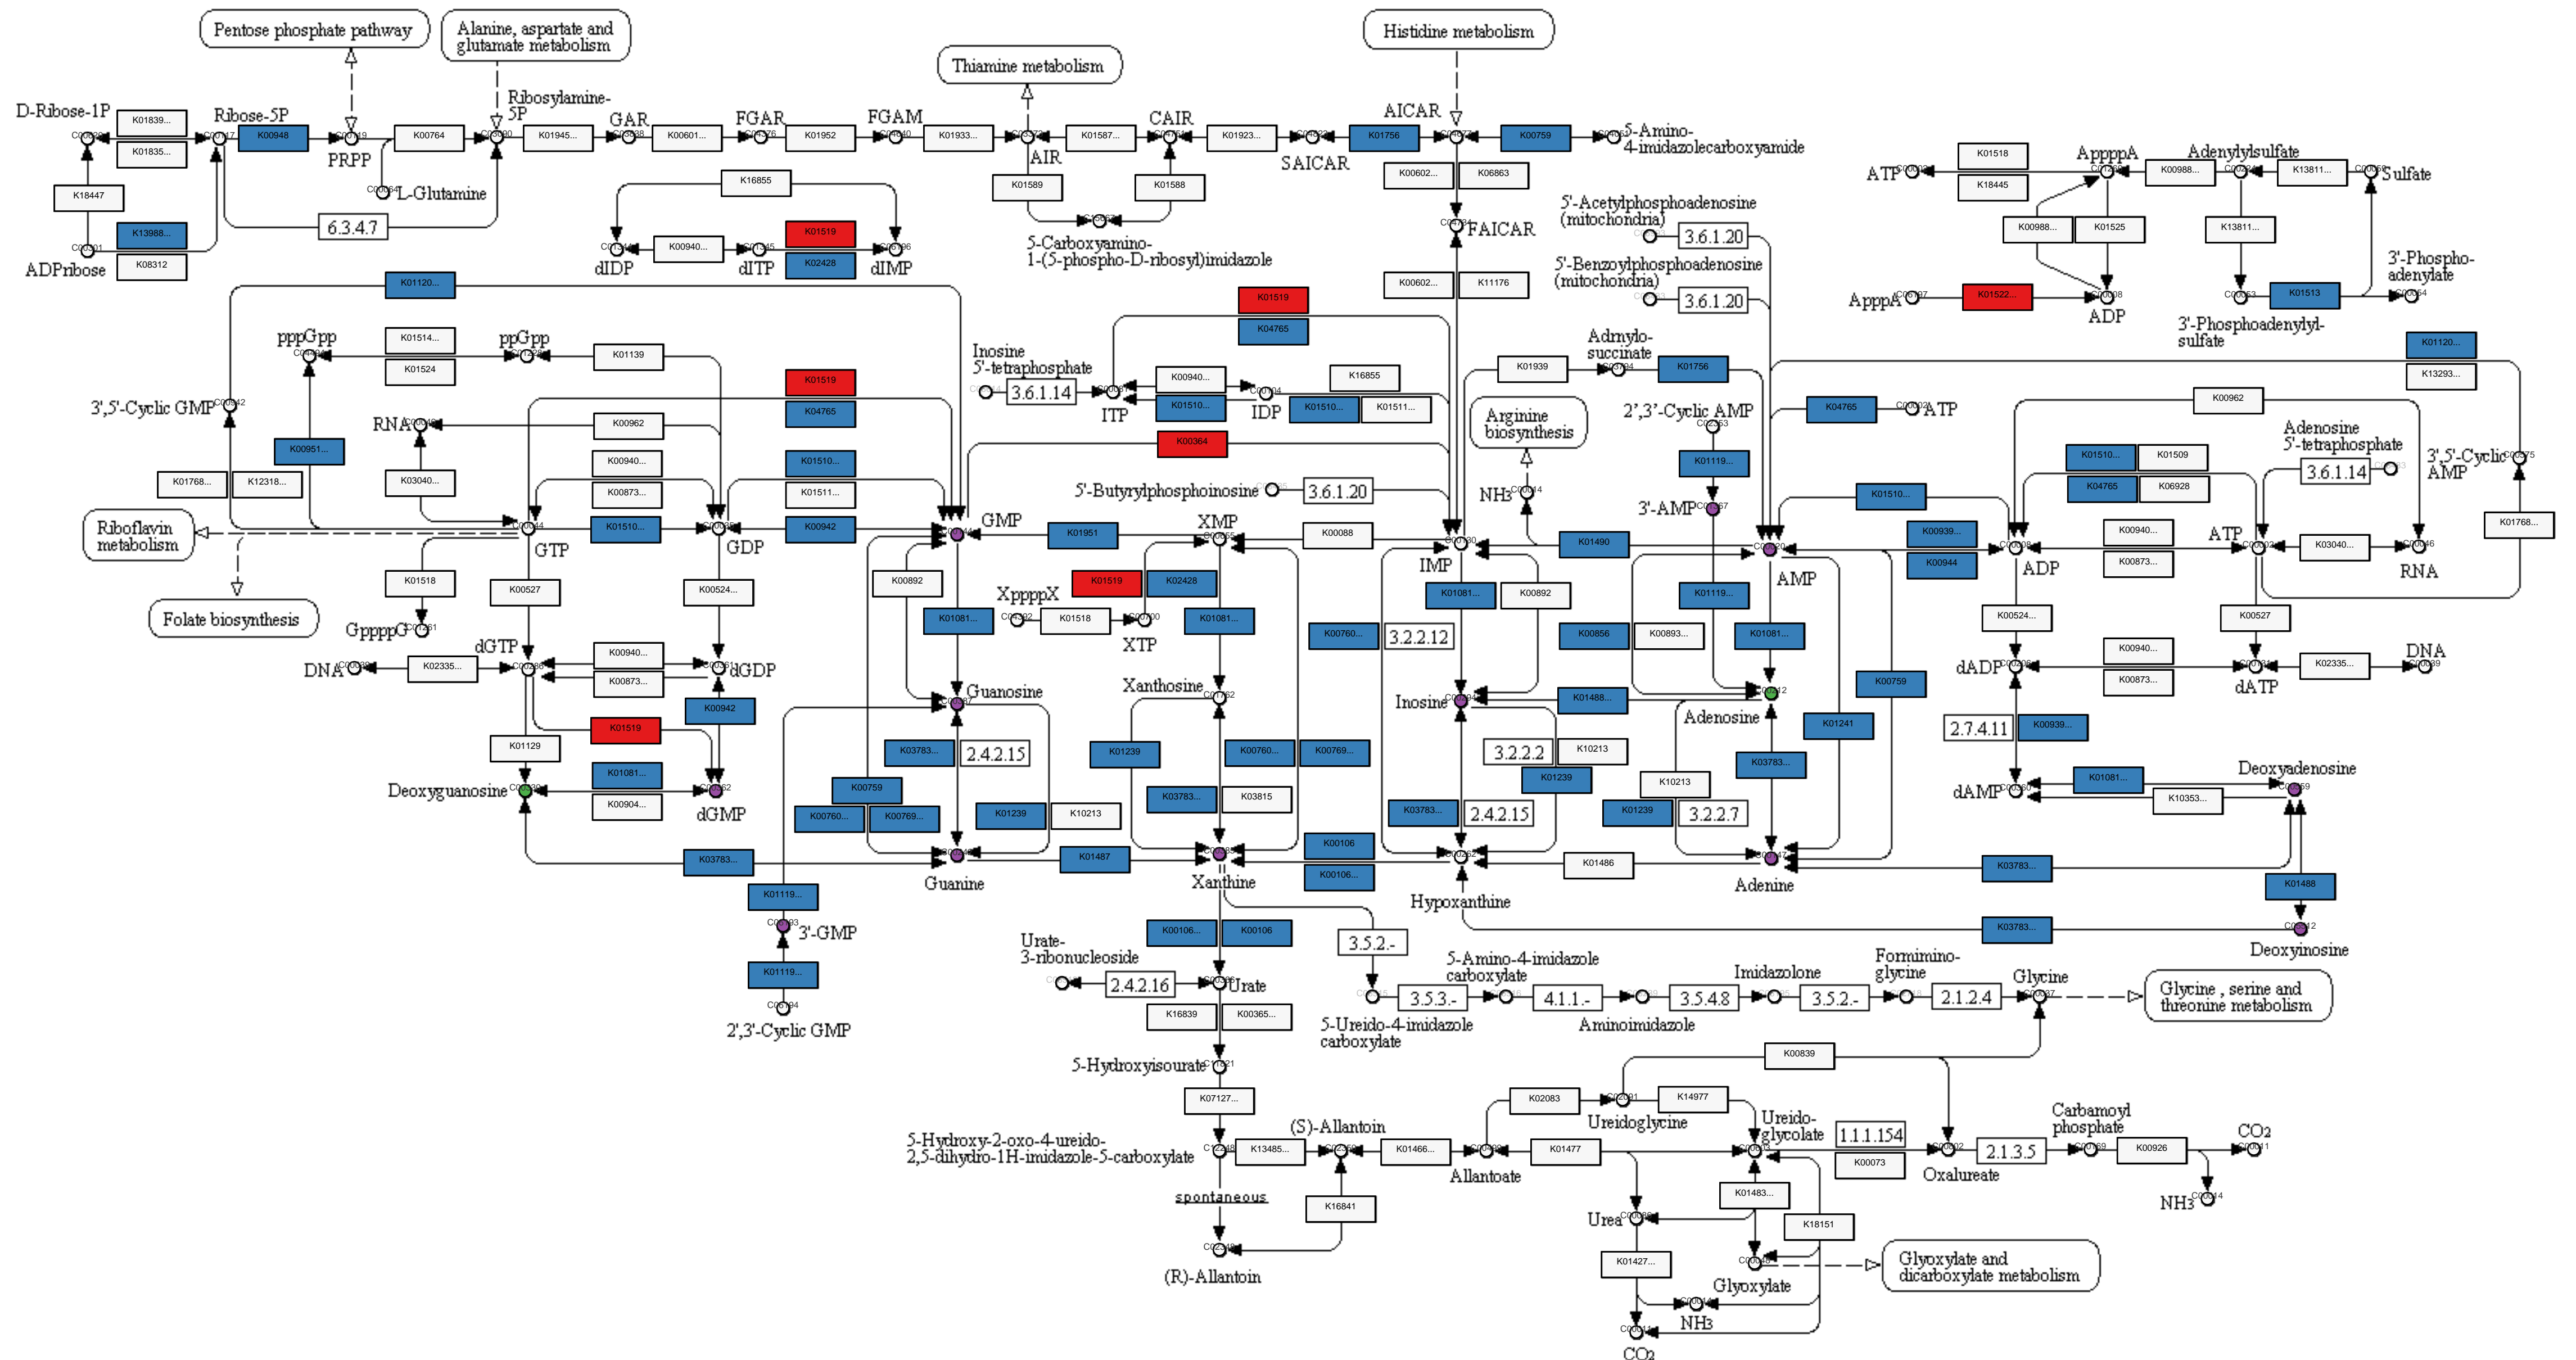 Pentose phosphate pathway
Alanine, aspartate and
glutamate metabolism
Histidine metabolism
Thiamine metabolism
D-Ribose-1P
K01839...
K01835...
Ribose-5P
K00948
PRPP
K00764
Ribosylamine-
5P
K01945...
GAR
K00601...
FGAR
K01952
FGAM
K01933...
AIR
K01587...
CAIR
K01923...
SAICAR
K01756
AICAR
K00759
5-Amino-
4-imidazolecarboxyamide
K18447
L-Glutamine
6.3.4.7
K13988...
K08312
ADPribose
K16855
K00940...
K01519
K02428
dIDP
dITP
dIMP
K01589
K01588
5-Carboxyamino-
1-(5-phospho-D-ribosyl)imidazole
K00602...
K06863
FAICAR
K00602...
K11176
5'-Acetylphosphoadenosine
(mitochondria)
3.6.1.20
5'-Benzoylphosphoadenosine
(mitochondria)
3.6.1.20
ATP
K01518
K18445
AppppA
K00988...
Adenylylsulfate
K13811...
Sulfate
K00988...
K01525
K13811...
ApppA
K01522...
ADP
K01513
3'-Phospho-
adenylate
3'-Phosphoadenylyl-
sulfate
K01120...
K01519
K04765
K01120...
K13293...
pppGpp
K01514...
K01524
ppGpp
K01139
K01519
K04765
Inosine
5'-tetraphosphate
3.6.1.14
ITP
K00940...
K01510...
IDP
K16855
K01510...
K01511...
K01939
Adrnylo-
succinate
K01756
3',5'-Cyclic GMP
RNA
K00962
K00951...
K00364
Arginine
biosynthesis
2',3'-Cyclic AMP
K04765
ATP
K00962
Adenosine
5'-tetraphosphate
3.6.1.14
3',5'-Cyclic
AMP
K01768...
K12318...
K03040...
K00940...
K00873...
K01510...
K01511...
K01119...
K01510...
K01509
K04765
K06928
5'-Butyrylphosphoinosine
3.6.1.20
NH3
3'-AMP
K01510...
Riboflavin
metabolism
GTP
K01510...
GDP
K00942
GMP
K01951
XMP
K00088
IMP
K01490
AMP
K00939...
K00944
ADP
K00940...
K00873...
ATP
K03040...
RNA
K01768...
Folate biosynthesis
K01518
GppppG
K00527
K00524...
K00892
K01081...
K01519
K02428
XppppX
K01518
XTP
K01081...
K01081...
K00892
K01119...
K00760...
3.2.2.12
K00856
K00893...
K01081...
K00524...
K00527
DNA
K02335...
dGTP
K00940...
K00873...
dGDP
Guanosine
Xanthosine
Inosine
K01488...
Adenosine
K00759
dADP
K00940...
K00873...
dATP
K02335...
DNA
K01519
K00942
K01129
K03783...
2.4.2.15
K01239
K00760...
K00769...
3.2.2.2
K10213
K01239
K03783...
K01241
2.7.4.11
K00939...
Deoxyguanosine
K01081...
K00904...
dGMP
K00759
K00760...
K00769...
K01239
K10213
K03783...
K03815
K03783...
2.4.2.15
K10213
K01239
3.2.2.7
dAMP
K01081...
K10353...
Deoxyadenosine
K03783...
Guanine
K01487
Xanthine
K00106
K00106...
Hypoxanthine
K01486
Adenine
K03783...
K01488
K01119...
3'-GMP
K01119...
2',3'-Cyclic GMP
K00106...
K00106
K03783...
Deoxyinosine
Urate-
3-ribonucleoside
2.4.2.16
Urate
3.5.2.-
3.5.3.-
5-Amino-4-imidazole
carboxylate
4.1.1.-
3.5.4.8
Imidazolone
3.5.2.-
Formimino-
glycine
2.1.2.4
Glycine
Glycine , serine and
threonine metabolism
5-Ureido-4-imidazole
carboxylate
Aminoimidazole
K16839
K00365...
5-Hydroxyisourate
K07127...
K00839
K02083
Ureidoglycine
K14977
5-Hydroxy-2-oxo-4-ureido-
2,5-dihydro-1H-imidazole-5-carboxylate
K13485...
(S)-Allantoin
K01466...
Allantoate
K01477
Ureido-
glycolate
1.1.1.154
K00073
Oxalureate
2.1.3.5
Carbamoyl
phosphate
K00926
CO2
NH3
spontaneous
K16841
(R)-Allantoin
K01483...
Urea
K18151
K01427...
Glyoxylate
Glyoxylate and
dicarboxylate metabolism
NH3
CO2